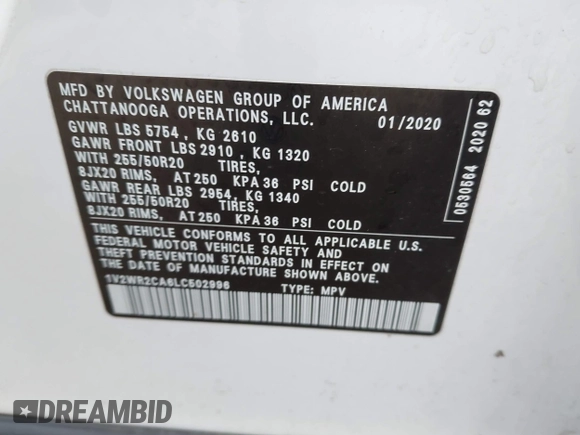 MFD BY VOLKSWAGEN GROUP OF AMERICA
CHATTANOOGA OPERATIONS, LLC. 01/2020
GVWR LBS 5754 , KG 2610
GAWR FRONT LBS 2910 , KG 1320
WITH 255/50R20 TIRES,
8JX20 RIMS, AT 250 KPA 36 PSI COLD
GAWR REAR LBS 2954, KG 1340
WITH 255/50R20 TIRES,
8JX20 RIMS, AT 250 KPA 36 PSI COLD
THIS VEHICLE CONFORMS TO ALL APPLICABLE U.S.
FEDERAL MOTOR VEHICLE SAFETY BUMPER, AND
THEFT PREVENTION STANDARDS IN EFFECT ON
THE DATE OF MANUFACTURE SHOWN ABOVE.
1V2WR2CA6LC502996 TYPE: MPV
0530564 2020 62
DREAMBID